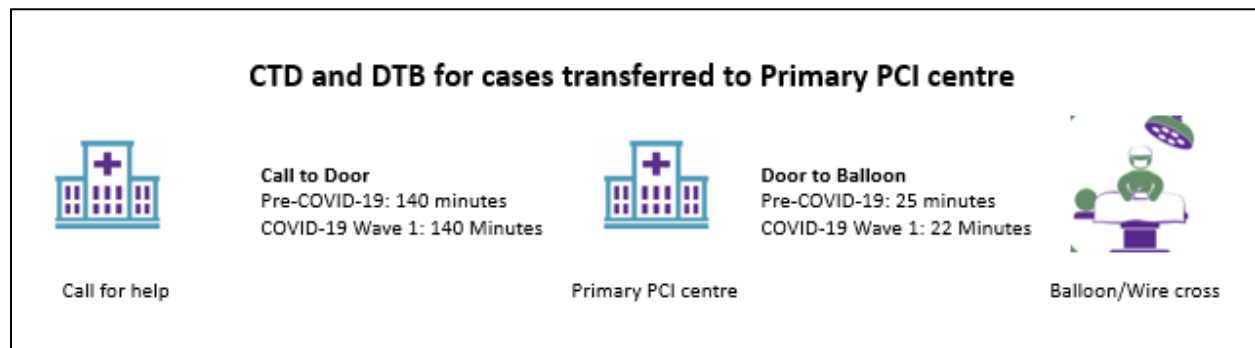 CTD and DTB for cases transferred to Primary PCI centre
Call to Door
Pre-COVID-19: 140 minutes
COVID-19 Wave 1: 140 Minutes
Door to Balloon
Pre-COVID-19: 25 minutes
COVID-19 Wave 1: 22 Minutes
Call for help
Primary PCI centre
Balloon/Wire cross